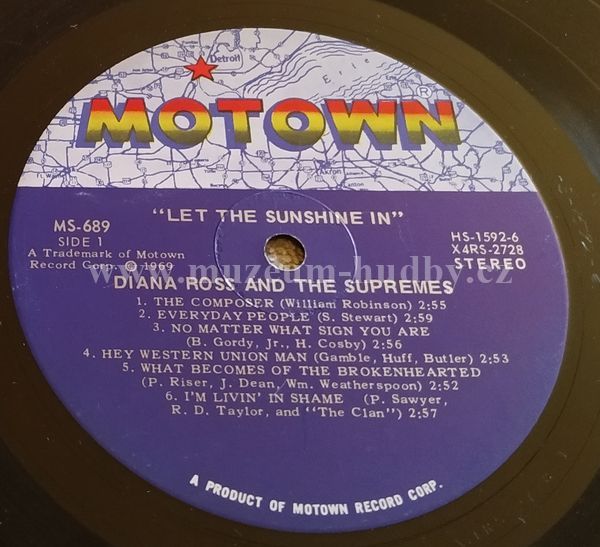 Detroit
Erie
Akron
MOTOWN®
"LET THE SUNSHINE IN"
MS-689
SIDE 1
A Trademark of Motown
Record Corp. © 1969
HS-1592-6
X4RS-2728
STEREO
www.muzeum-hudby.cz
DIANA ROSS AND THE SUPREMES
1. THE COMPOSER (William Robinson) 2:55
2. EVERYDAY PEOPLE (S. Stewart) 2:59
3. NO MATTER WHAT SIGN YOU ARE
(B. Gordy, Jr., H. Cosby) 2:56
4. HEY WESTERN UNION MAN (Gamble, Huff, Butler) 2:53
5. WHAT BECOMES OF THE BROKENHEARTED
(P. Riser, J. Dean, Wm. Weatherspoon) 2:52
6. I'M LIVIN' IN SHAME (P. Sawyer,
R. D. Taylor, and "The Clan") 2:57
A PRODUCT OF MOTOWN RECORD CORP.